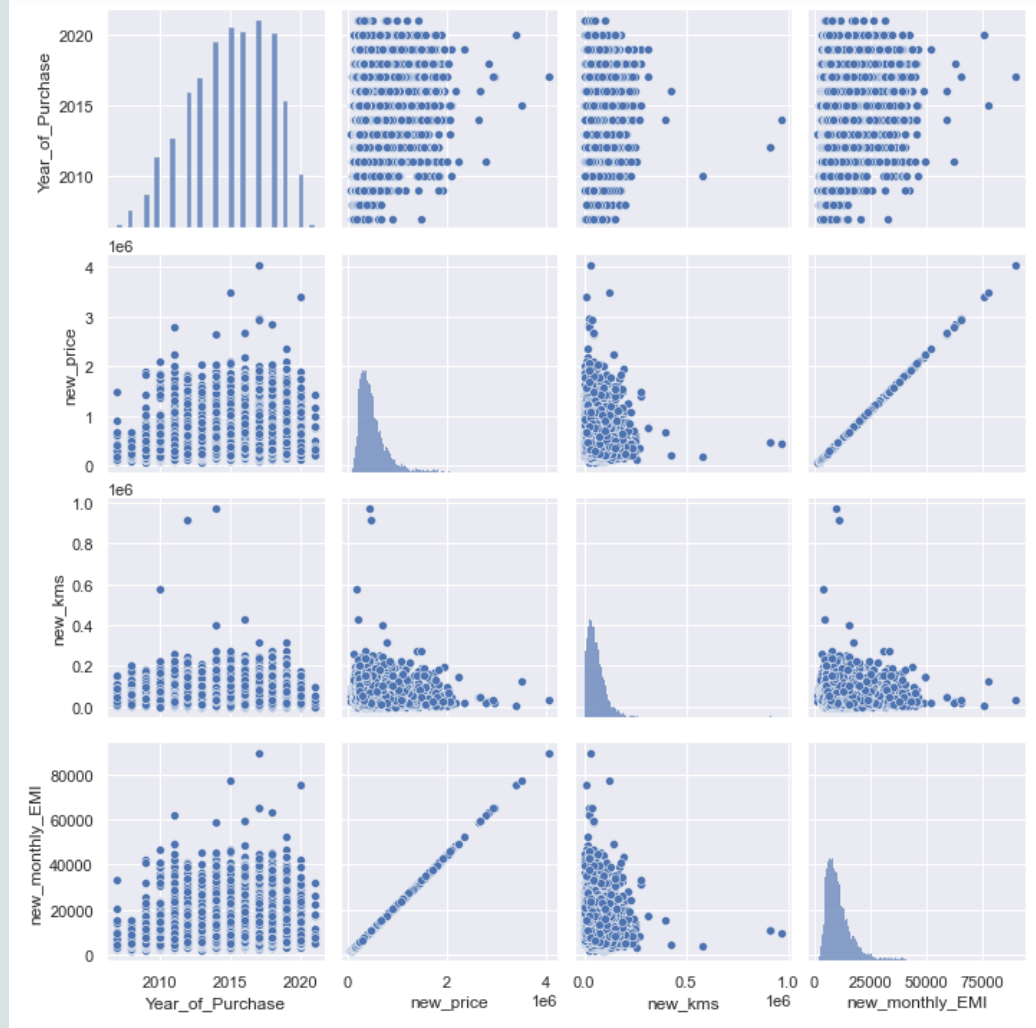 2020
2015
2010
Year_of_Purchase
1e6
4
3
2
1
0
new_price
1e6
1.0
0.8
0.6
0.4
0.2
0.0
new_kms
80000
60000
40000
20000
0
new_monthly_EMI
2010 2015 2020
Year_of_Purchase
0 2 4
1e6
new_price
0.0 0.5 1.0
1e6
new_kms
0 25000 50000 75000
new_monthly_EMI